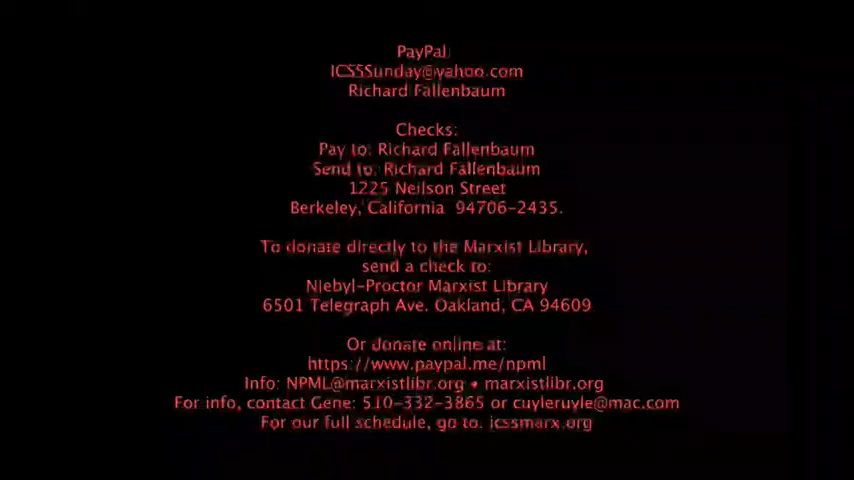 PayPal:
ICSSSunday@yahoo.com
Richard Fallenbaum
Checks:
Pay to: Richard Fallenbaum
Send to: Richard Fallenbaum
1225 Neilson Street
Berkeley, California 94706-2435.
To donate directly to the Marxist Library,
send a check to:
Niebyl-Proctor Marxist Library
6501 Telegraph Ave. Oakland, CA 94609
Or donate online at:
https://www.paypal.me/npml
Info: NPML@marxistlibr.org • marxistlibr.org
For info, contact Gene: 510-332-3865 or cuyleruyle@mac.com
For our full schedule, go to: icssmarx.org